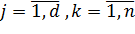 j = \overline{1,d} , k = \overline{1,n}